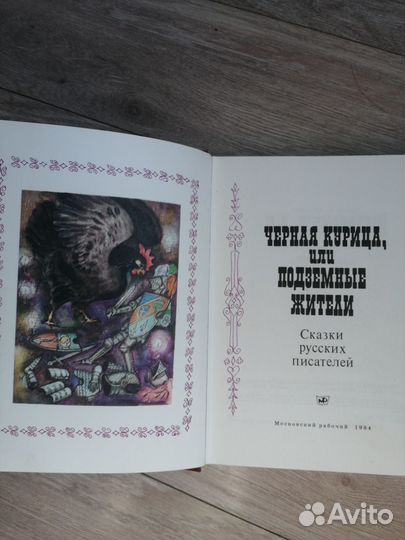 ЧЕРНАЯ КУРИЦА,
ИЛИ
ПОДЗЕМНЫЕ
ЖИТЕЛИ
Сказки
русских
писателей
Московский рабочий 1984
Avito